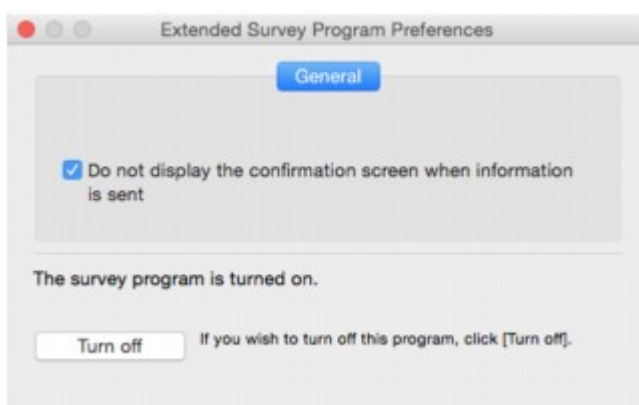 Extended Survey Program Preferences
General
Do not display the confirmation screen when information
is sent
The survey program is turned on.
Turn off
If you wish to turn off this program, click [Turn off].